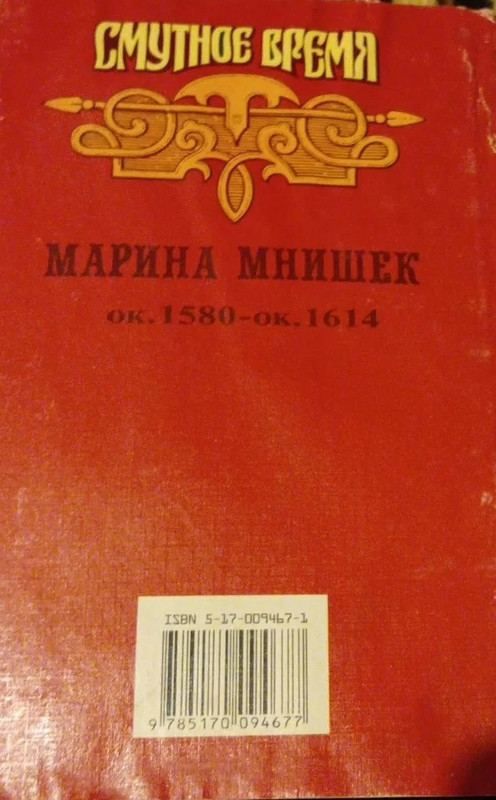 СМУТНОЕ ВРЕМЯ
МАРИНА МНИШЕК
ок.1580-ок.1614
ISBN 5-17-009467-1
9 785170 094677